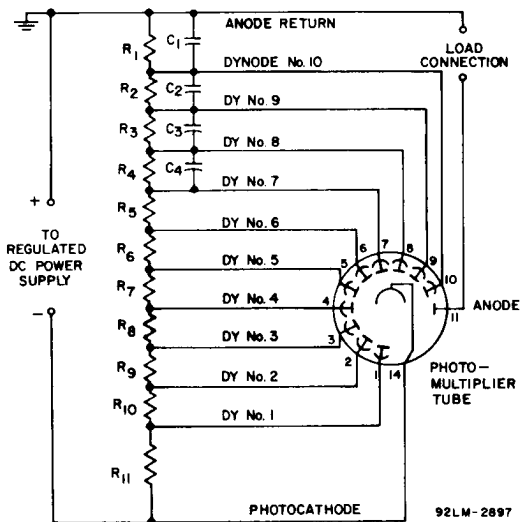 ANODE RETURN
R1
C1
LOAD
CONNECTION
DYNODE No. 10
R2
C2
DY No. 9
R3
C3
DY No. 8
R4
C4
DY No. 7
R5
+
TO
REGULATED
DC POWER
SUPPLY
−
DY No. 6
R6
DY No. 5
R7
DY No. 4
R8
DY No. 3
R9
DY No. 2
R10
DY No. 1
R11
1
2
3
4
5
6
7
8
9
10
11
14
ANODE
PHOTO-
MULTIPLIER
TUBE
PHOTOCATHODE
92LM-2897